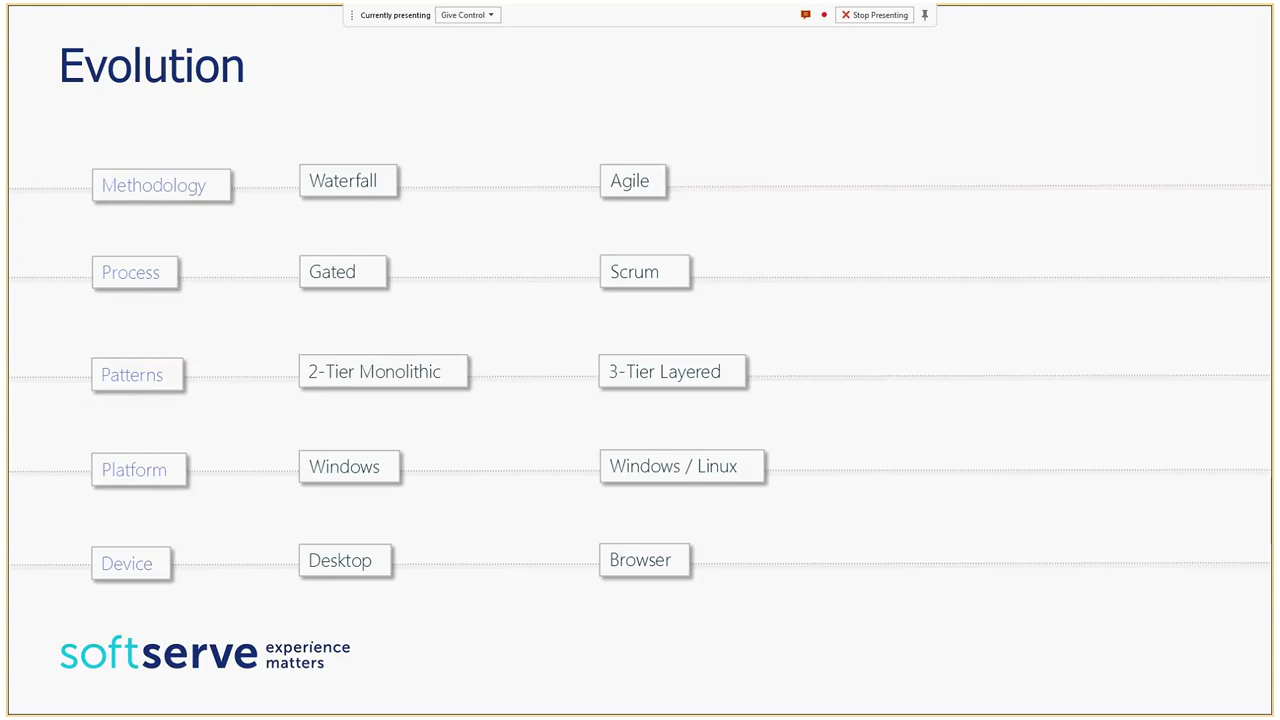 Currently presenting Give Control Stop Presenting
Evolution
Methodology Waterfall Agile
Process Gated Scrum
Patterns 2-Tier Monolithic 3-Tier Layered
Platform Windows Windows / Linux
Device Desktop Browser
softserve experience
matters